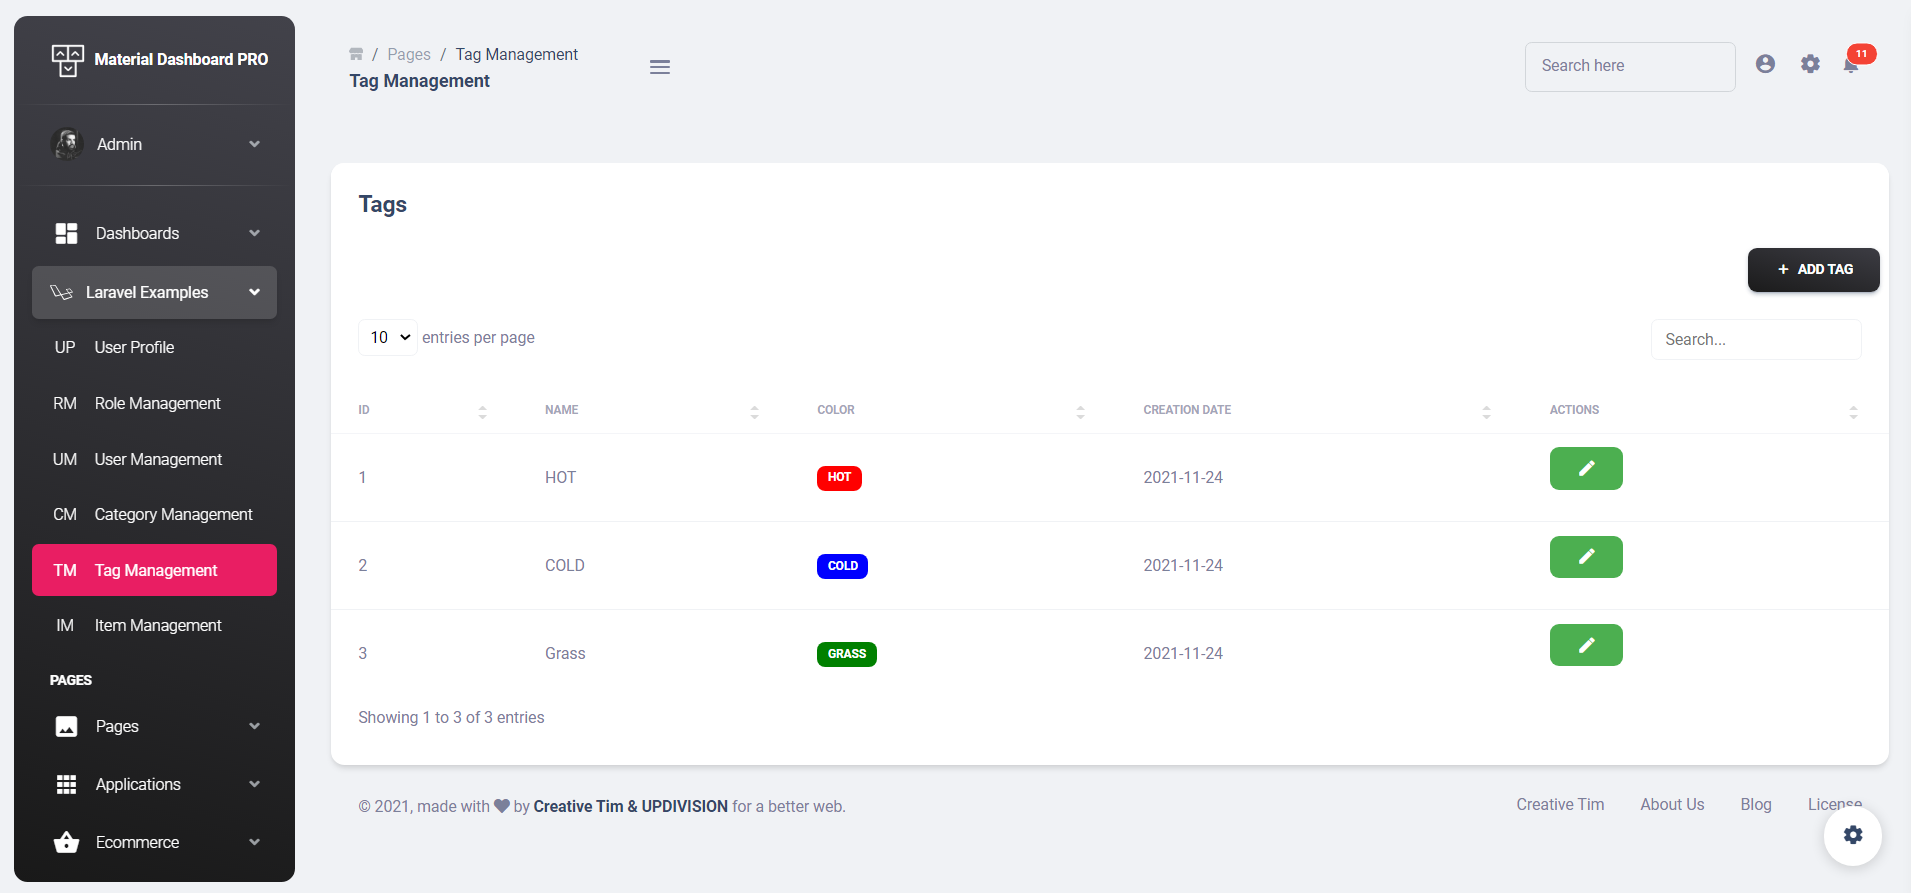 Material Dashboard PRO
Admin
Dashboards
Laravel Examples
UP User Profile
RM Role Management
UM User Management
CM Category Management
TM Tag Management
IM Item Management
PAGES
Pages
Applications
Ecommerce
/ Pages / Tag Management
Tag Management
Search here
11
Tags
+ ADD TAG
10 entries per page
Search...
ID NAME COLOR CREATION DATE ACTIONS
1 HOT HOT 2021-11-24
2 COLD COLD 2021-11-24
3 Grass GRASS 2021-11-24
Showing 1 to 3 of 3 entries
© 2021, made with by Creative Tim & UPDIVISION for a better web.
Creative Tim About Us Blog License